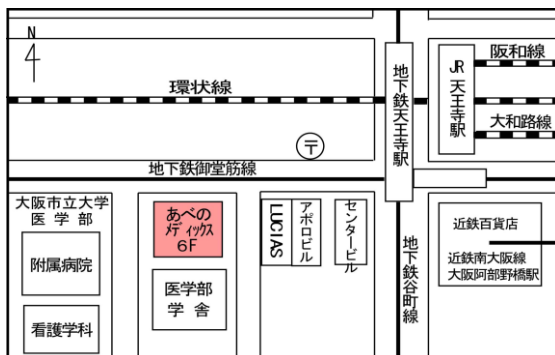 N
環状線
阪和線
JR天王寺駅
大和路線
地下鉄天王寺駅
〒
地下鉄御堂筋線
大阪市立大学
医学部
附属病院
看護学科
あべの
メディックス
6F
医学部
学舎
LUCIAS
アポロビル
センタービル
地下鉄谷町線
近鉄百貨店
近鉄南大阪線
大阪阿部野橋駅